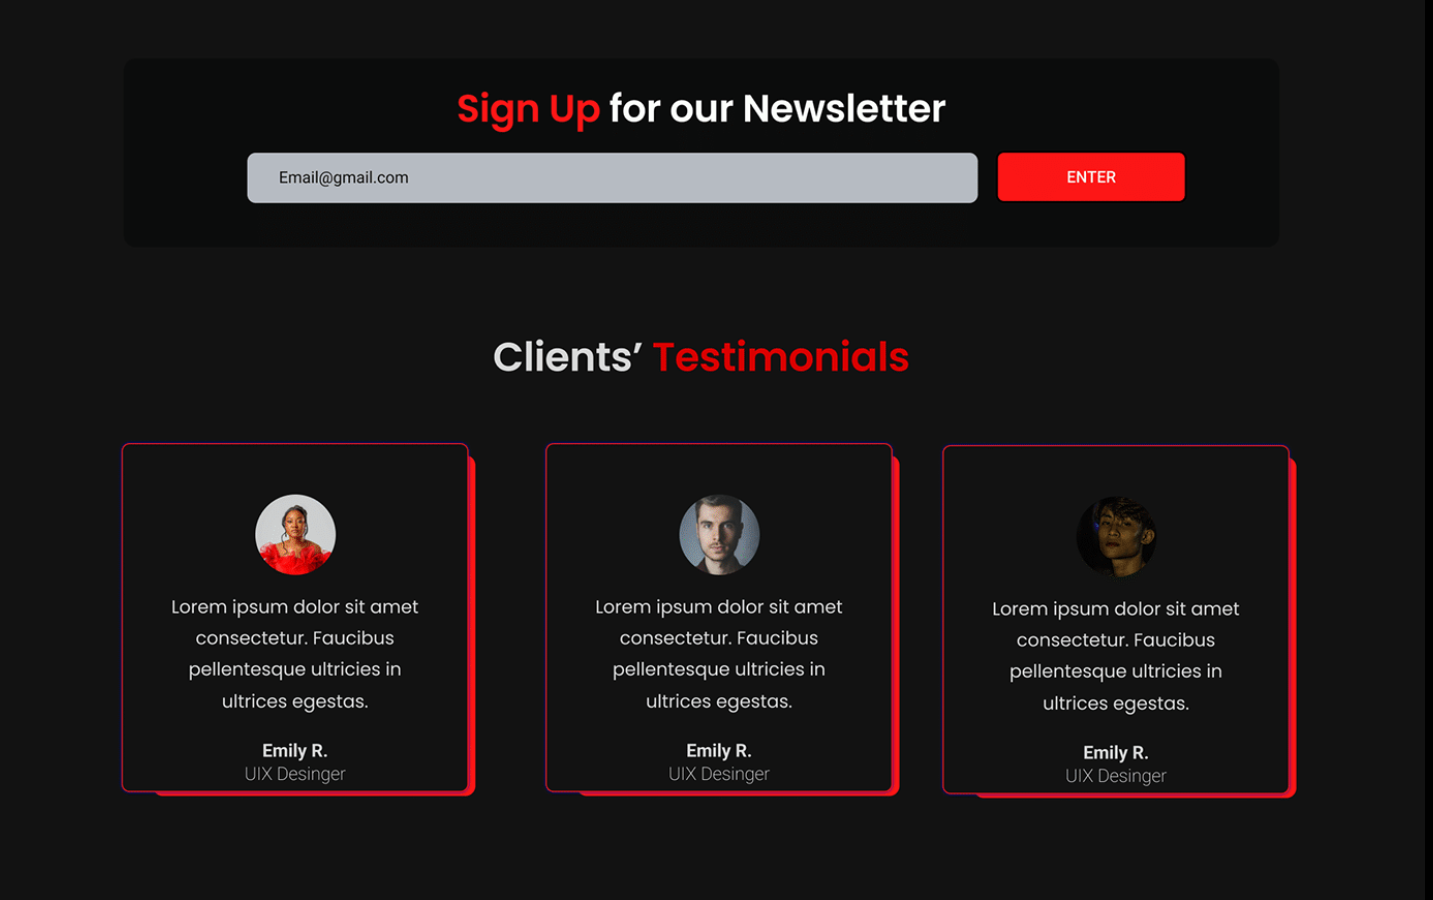 Sign Up for our Newsletter
Email@gmail.com
ENTER
Clients’ Testimonials
Lorem ipsum dolor sit amet
consectetur. Faucibus
pellentesque ultricies in
ultrices egestas.
Emily R.
UIX Desinger
Lorem ipsum dolor sit amet
consectetur. Faucibus
pellentesque ultricies in
ultrices egestas.
Emily R.
UIX Desinger
Lorem ipsum dolor sit amet
consectetur. Faucibus
pellentesque ultricies in
ultrices egestas.
Emily R.
UIX Desinger